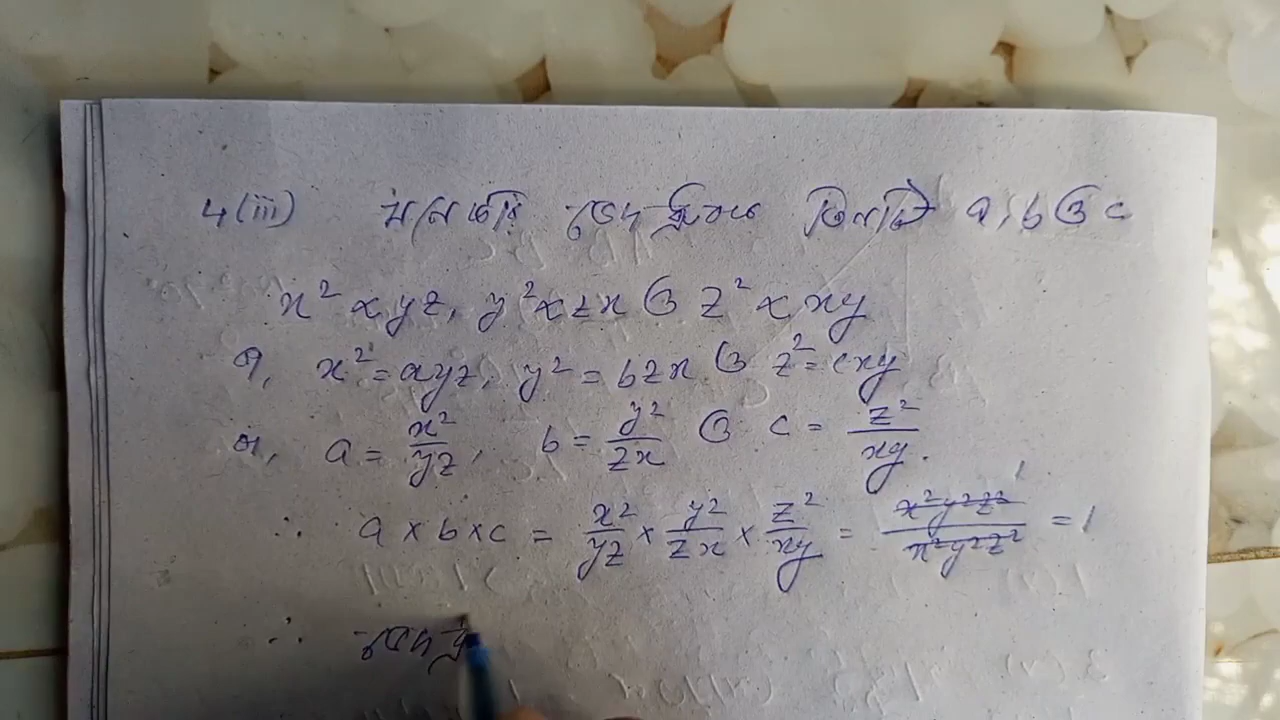 4(iii) মনে করি ভেদ ধ্রুবক তিনটি a, b ও c
x² ∝ yz, y² ∝ zx ও z² ∝ xy
বা, x² = ayz, y² = bzx ও z² = cxy
বা, a = x²/yz, b = y²/zx ও c = z²/xy.
∴ a × b × c = x²/yz × y²/zx × z²/xy = x²y²z²/x²y²z² = 1
∴ ভেদ